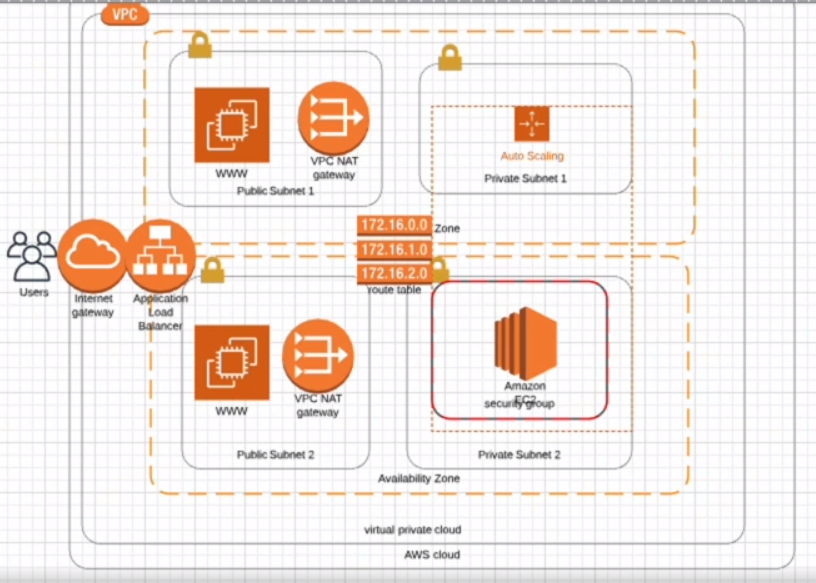 VPC
WWW
VPC NAT
gateway
Public Subnet 1
Auto Scaling
Private Subnet 1
172.16.0.0
172.16.1.0
172.16.2.0
route table
Zone
Users
Internet
gateway
Application
Load
Balancer
WWW
VPC NAT
gateway
Public Subnet 2
Amazon
EC2
security group
Private Subnet 2
Availability Zone
virtual private cloud
AWS cloud